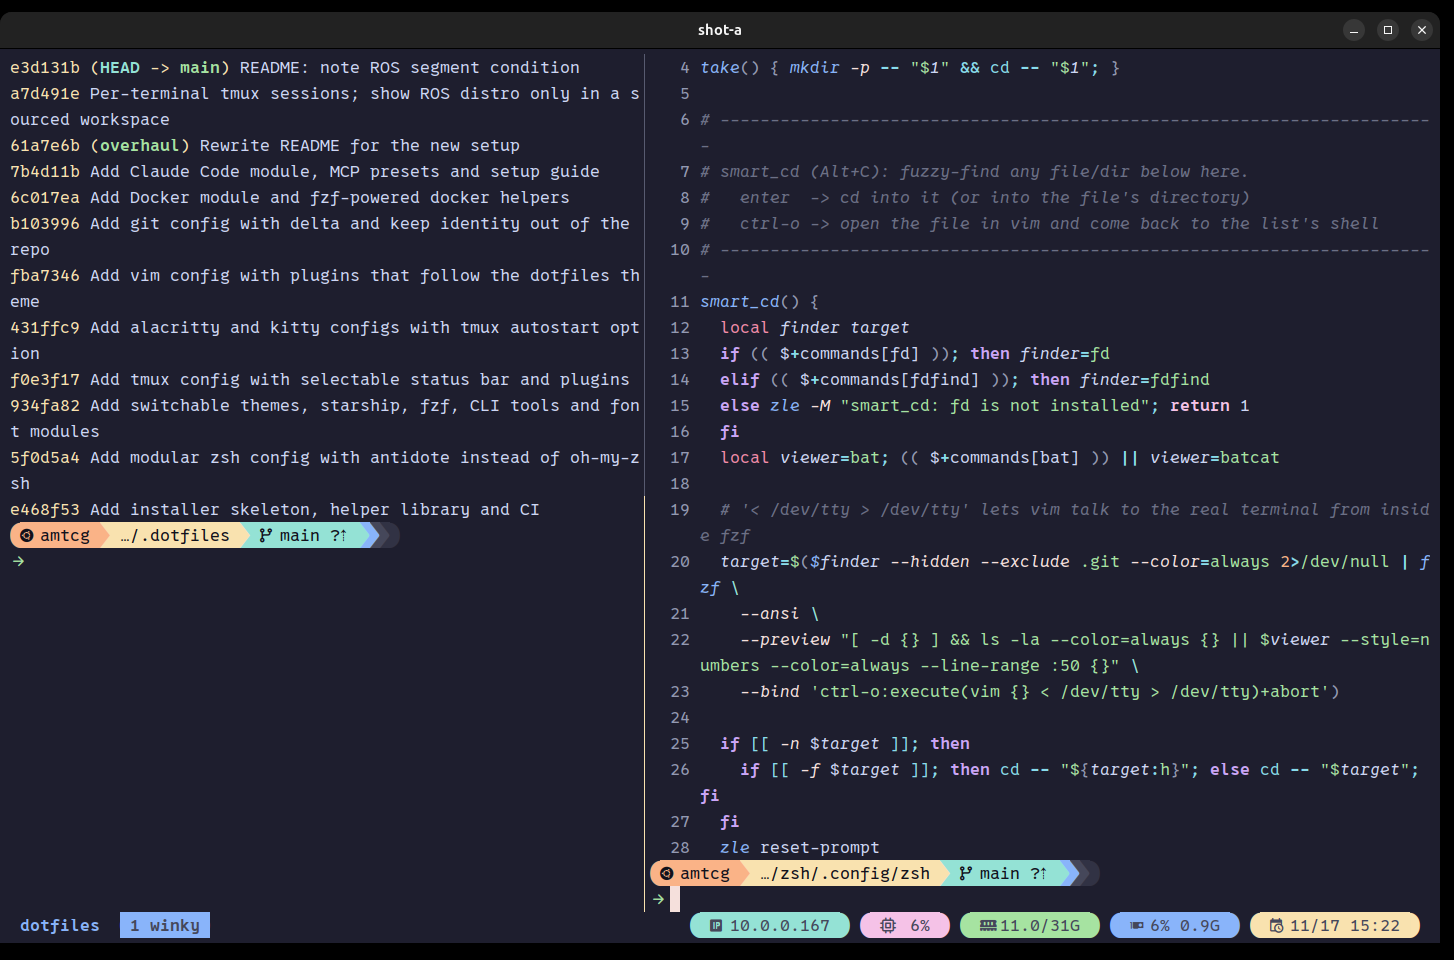 shot-a
e3d131b (HEAD -> main) README: note ROS segment condition
a7d491e Per-terminal tmux sessions; show ROS distro only in a s
ourced workspace
61a7e6b (overhaul) Rewrite README for the new setup
7b4d11b Add Claude Code module, MCP presets and setup guide
6c017ea Add Docker module and fzf-powered docker helpers
b103996 Add git config with delta and keep identity out of the
repo
fba7346 Add vim config with plugins that follow the dotfiles th
eme
431ffc9 Add alacritty and kitty configs with tmux autostart opt
ion
f0e3f17 Add tmux config with selectable status bar and plugins
934fa82 Add switchable themes, starship, fzf, CLI tools and fon
t modules
5f0d5a4 Add modular zsh config with antidote instead of oh-my-z
sh
e468f53 Add installer skeleton, helper library and CI
amtcg …/.dotfiles main ?↑
→
4 take() { mkdir -p -- "$1" && cd -- "$1"; }
5
6 # -----------------------------------------------------------------------
-
7 # smart_cd (Alt+C): fuzzy-find any file/dir below here.
8 #   enter  -> cd into it (or into the file's directory)
9 #   ctrl-o -> open the file in vim and come back to the list's shell
10 # -----------------------------------------------------------------------
-
11 smart_cd() {
12   local finder target
13   if (( $+commands[fd] )); then finder=fd
14   elif (( $+commands[fdfind] )); then finder=fdfind
15   else zle -M "smart_cd: fd is not installed"; return 1
16   fi
17   local viewer=bat; (( $+commands[bat] )) || viewer=batcat
18
19   # '< /dev/tty > /dev/tty' lets vim talk to the real terminal from insid
e fzf
20   target=$($finder --hidden --exclude .git --color=always 2>/dev/null | f
zf \
21     --ansi \
22     --preview "[ -d {} ] && ls -la --color=always {} || $viewer --style=n
umbers --color=always --line-range :50 {}" \
23     --bind 'ctrl-o:execute(vim {} < /dev/tty > /dev/tty)+abort')
24
25   if [[ -n $target ]]; then
26     if [[ -f $target ]]; then cd -- "${target:h}"; else cd -- "$target";
fi
27   fi
28   zle reset-prompt
amtcg …/zsh/.config/zsh main ?↑
→
dotfiles 1 winky IP 10.0.0.167 6% 11.0/31G 6% 0.9G 11/17 15:22